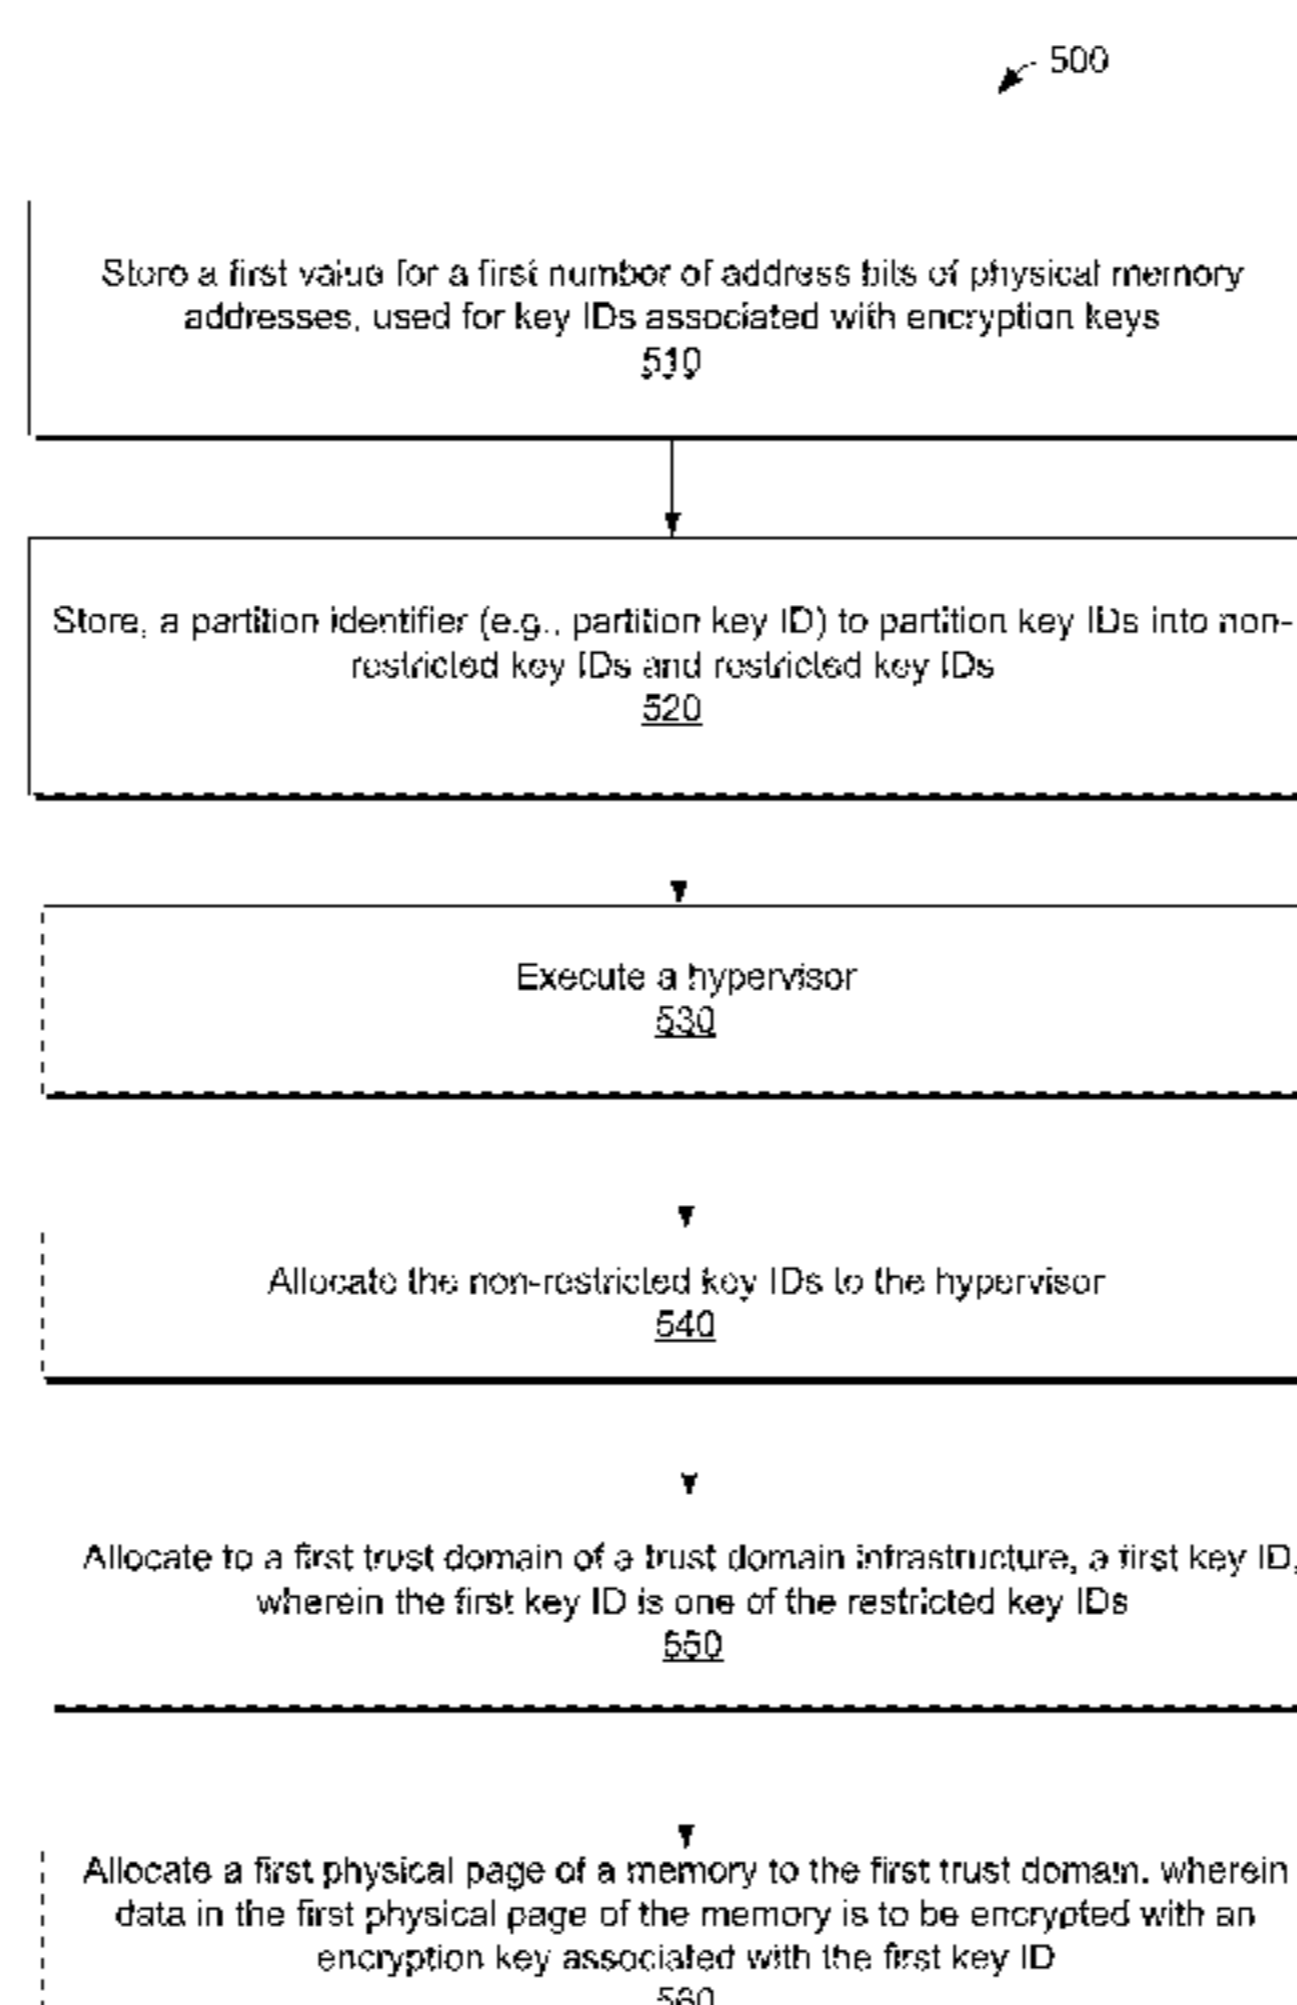 500
Store a first value for a first number of address bits of physical memory
addresses, used for key IDs associated with encryption keys
510
Store, a partition identifier (e.g., partition key ID) to partition key IDs into non-
restricted key IDs and restricted key IDs
520
Execute a hypervisor
530
Allocate the non-restricted key IDs to the hypervisor
540
Allocate to a first trust domain of a trust domain infrastructure, a first key ID,
wherein the first key ID is one of the restricted key IDs
550
Allocate a first physical page of a memory to the first trust domain, wherein
data in the first physical page of the memory is to be encrypted with an
encryption key associated with the first key ID
560